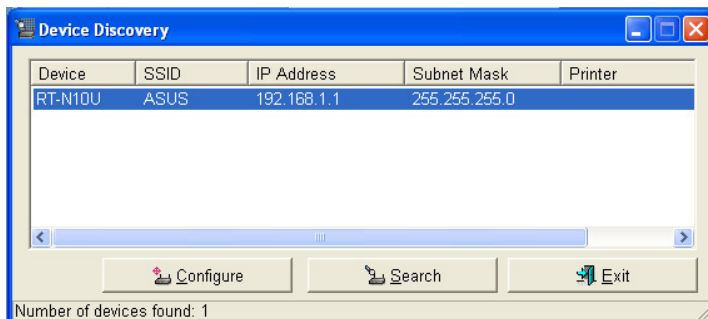 Device Discovery
Device SSID IP Address Subnet Mask Printer
RT-N10U ASUS 192.168.1.1 255.255.255.0
Configure Search Exit
Number of devices found: 1